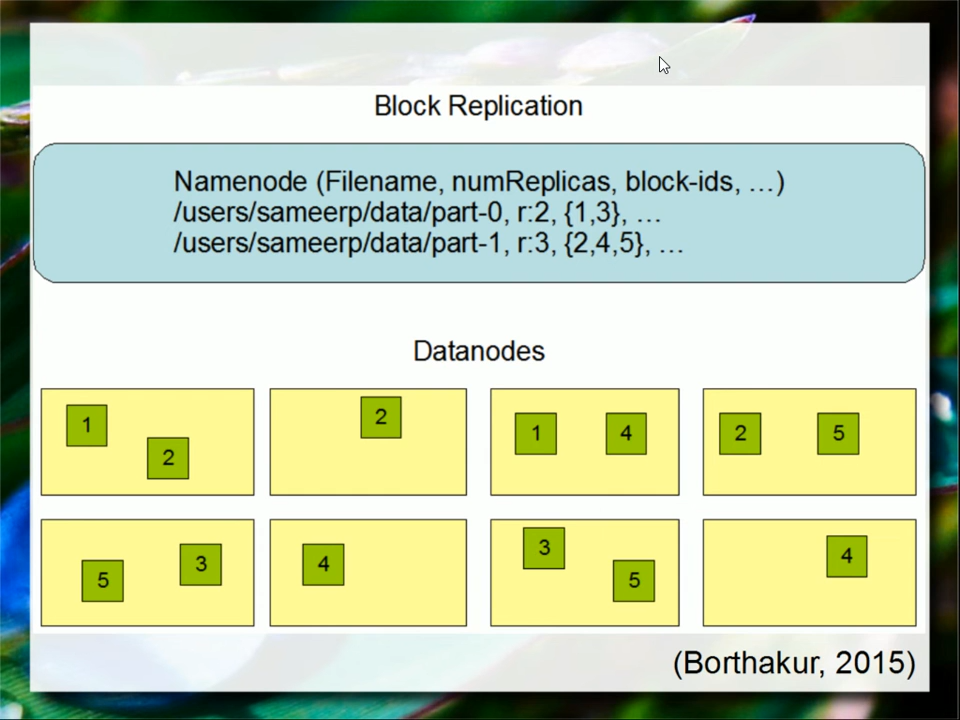 Block Replication
Namenode (Filename, numReplicas, block-ids, …)
/users/sameerp/data/part-0, r:2, {1,3}, …
/users/sameerp/data/part-1, r:3, {2,4,5}, …
Datanodes
1
2
2
1 4
2 5
5 3
4
3
5
4
(Borthakur, 2015)